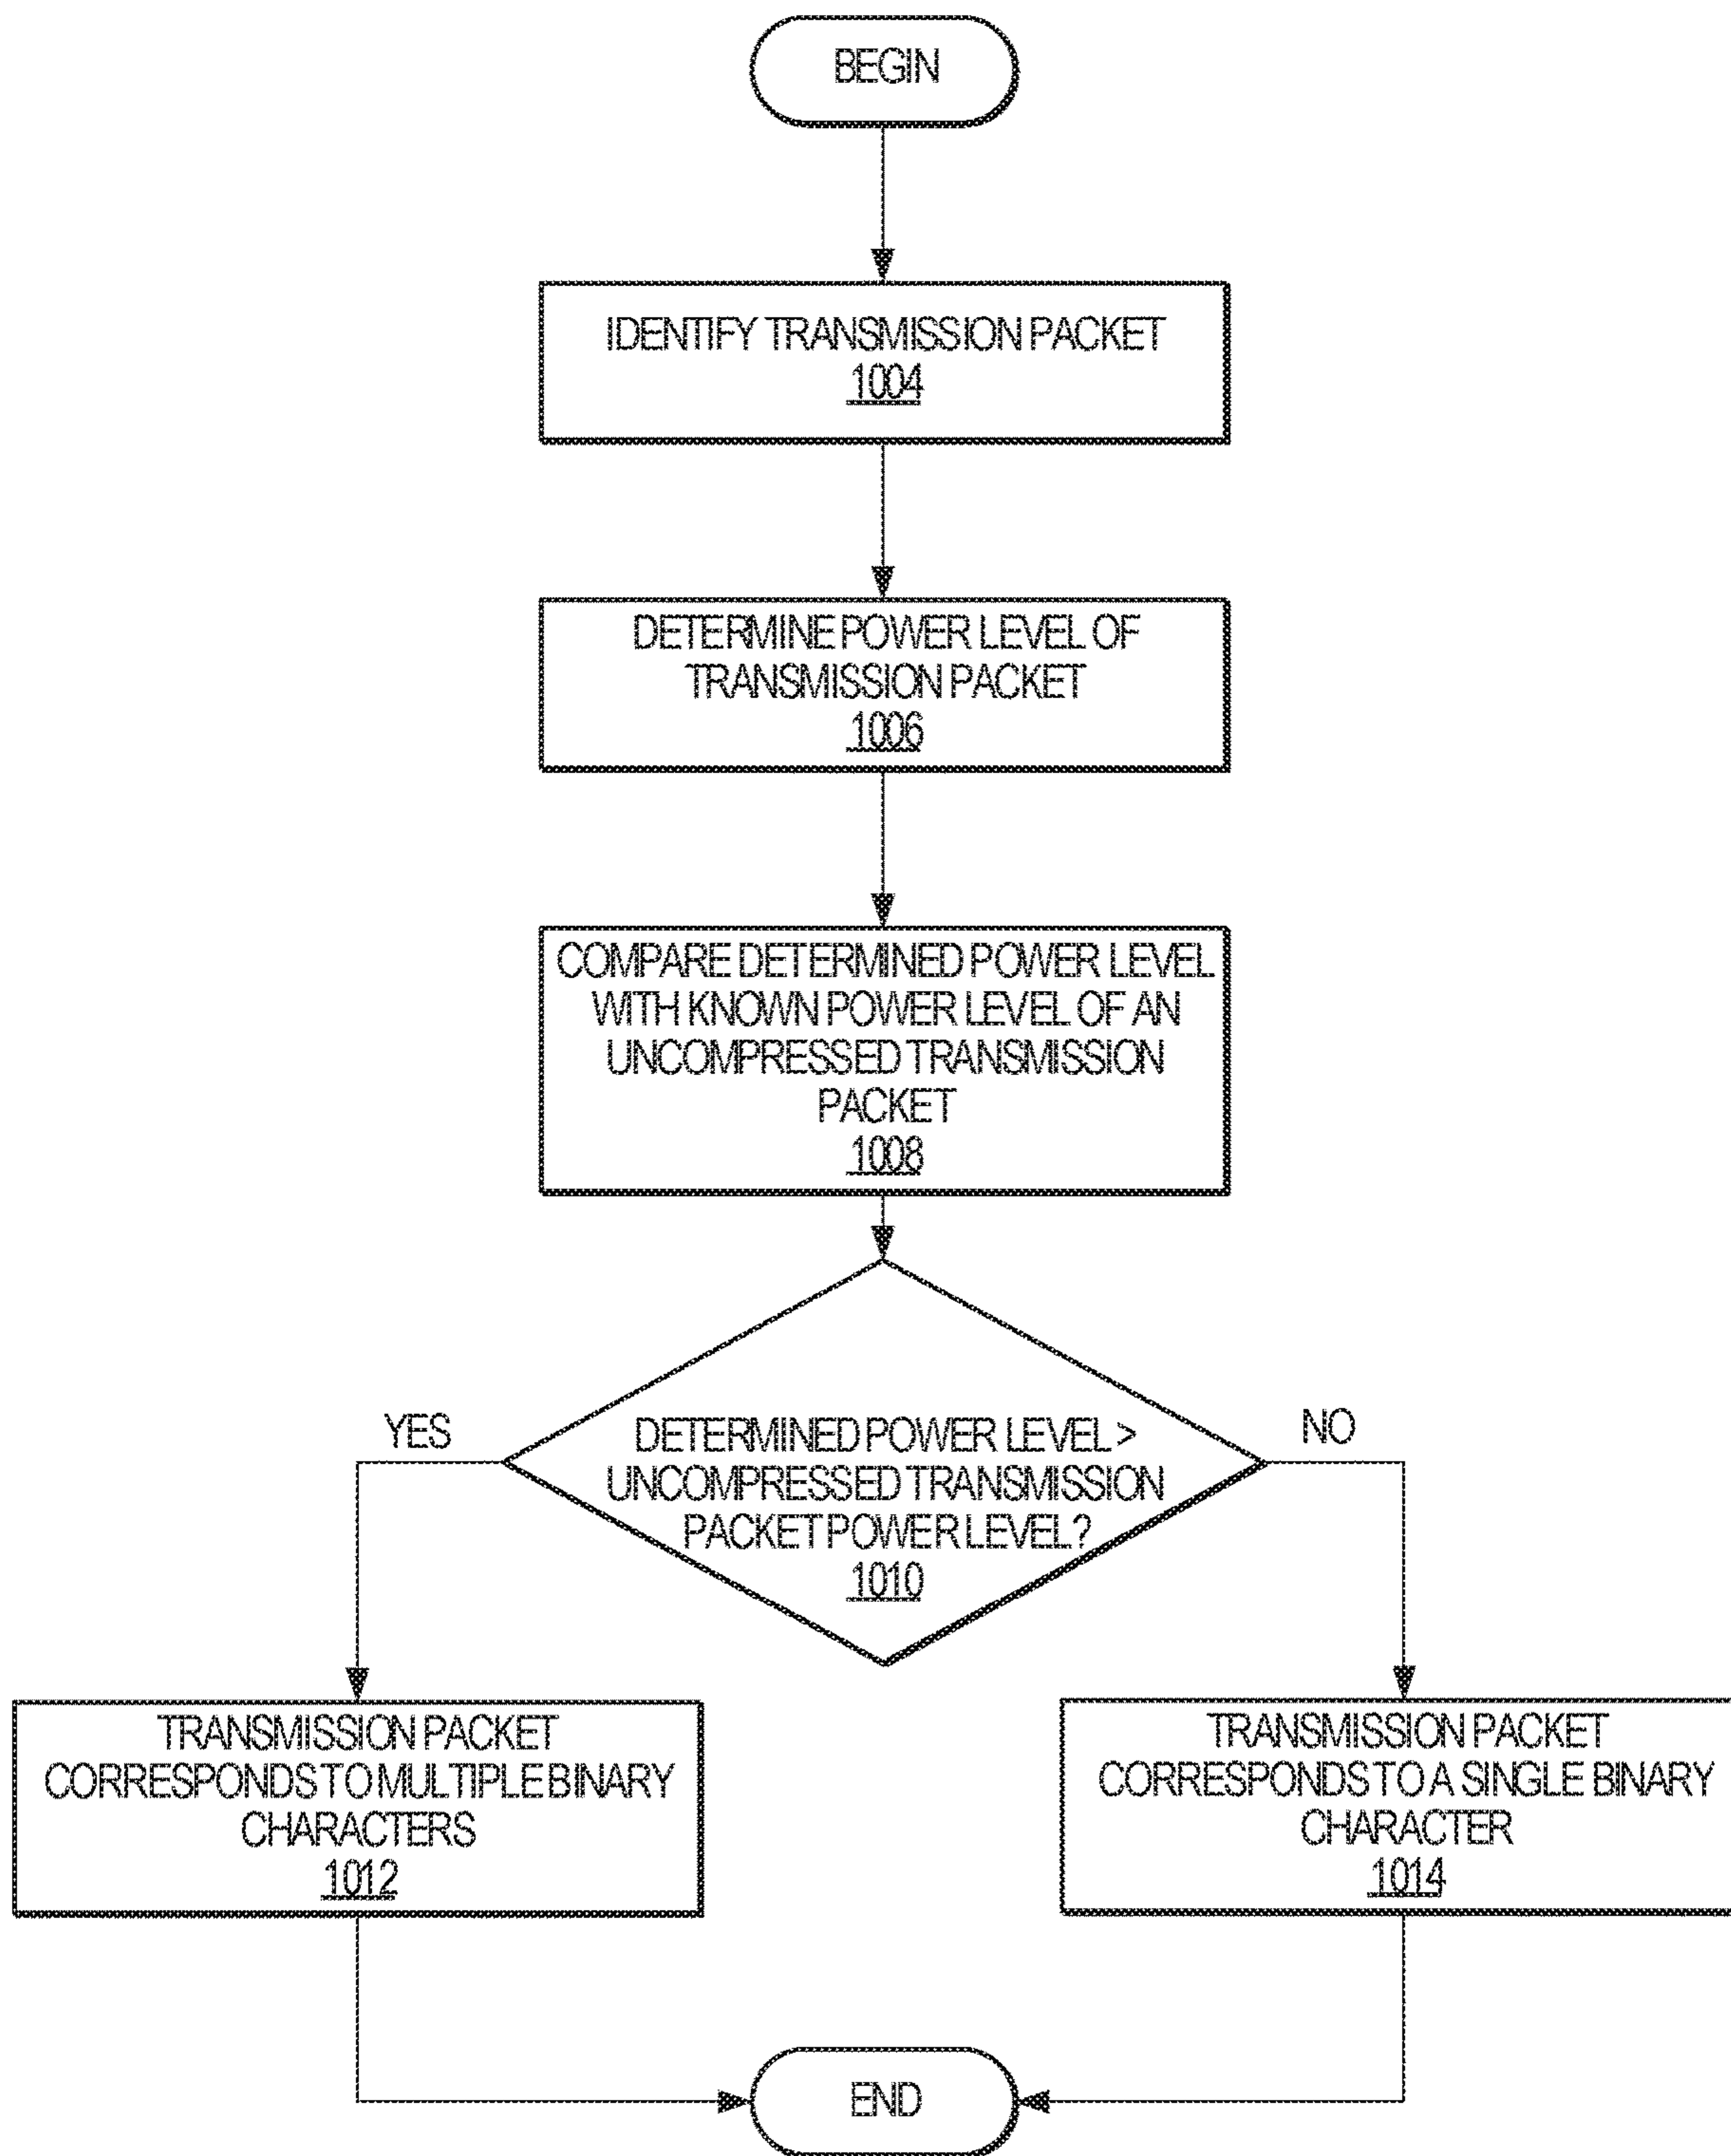 BEGIN
IDENTIFY TRANSMISSION PACKET
1004
DETERMINE POWER LEVEL OF
TRANSMISSION PACKET
1006
COMPARE DETERMINED POWER LEVEL
WITH KNOWN POWER LEVEL OF AN
UNCOMPRESSED TRANSMISSION
PACKET
1008
YES
NO
DETERMINED POWER LEVEL >
UNCOMPRESSED TRANSMISSION
PACKET POWER LEVEL?
1010
TRANSMISSION PACKET
CORRESPONDS TO MULTIPLE BINARY
CHARACTERS
1012
TRANSMISSION PACKET
CORRESPONDS TO A SINGLE BINARY
CHARACTER
1014
END